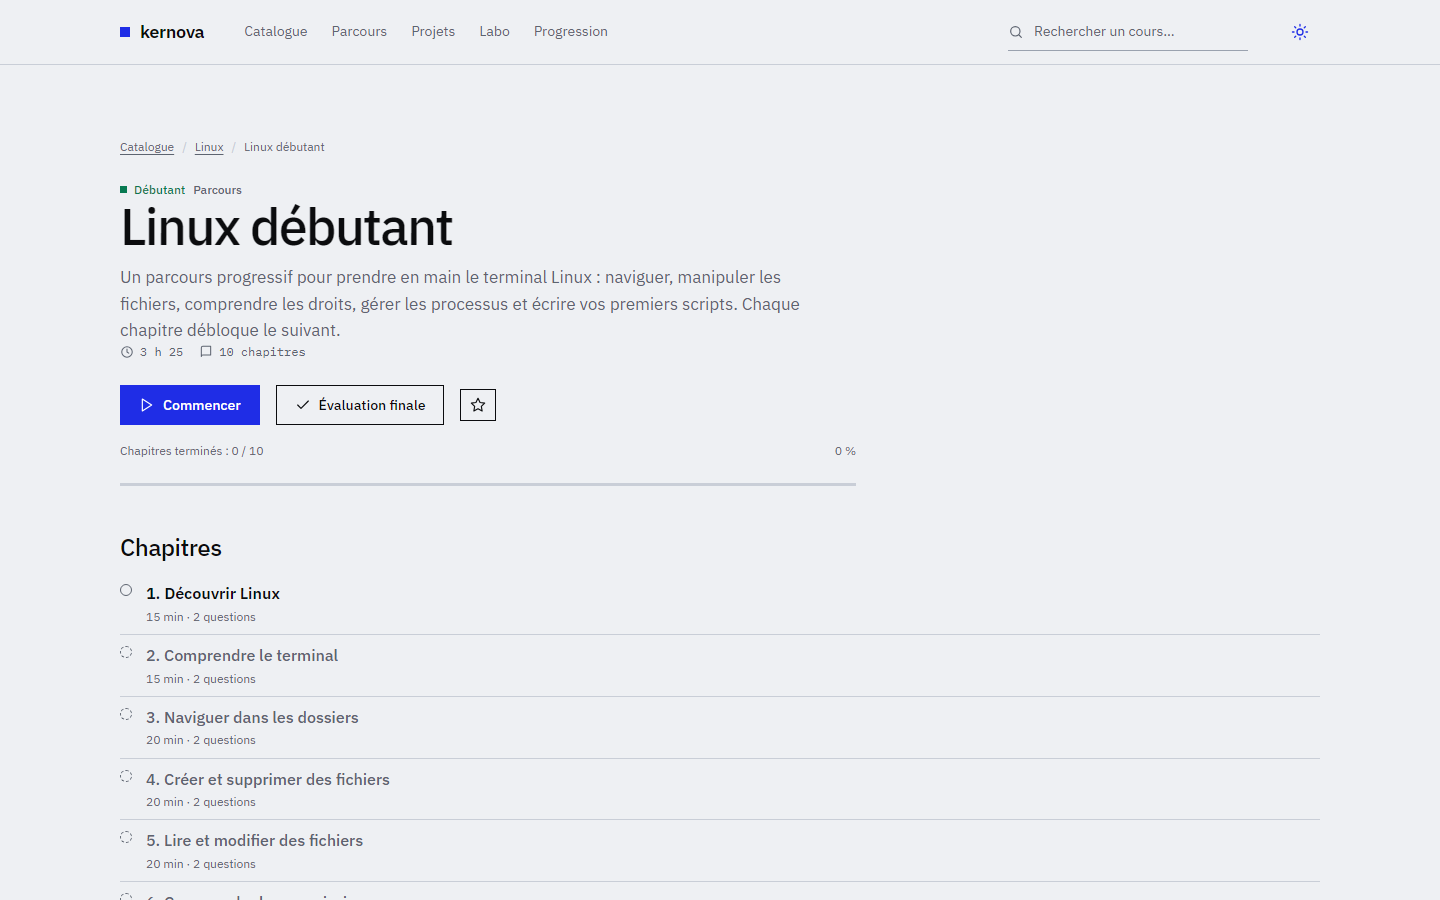 kernova
Catalogue
Parcours
Projets
Labo
Progression
Rechercher un cours...
Catalogue / Linux / Linux débutant
Débutant Parcours
Linux débutant
Un parcours progressif pour prendre en main le terminal Linux : naviguer, manipuler les
fichiers, comprendre les droits, gérer les processus et écrire vos premiers scripts. Chaque
chapitre débloque le suivant.
3 h 25 10 chapitres
Commencer
Évaluation finale
Chapitres terminés : 0 / 10
0 %
Chapitres
1. Découvrir Linux
15 min · 2 questions
2. Comprendre le terminal
15 min · 2 questions
3. Naviguer dans les dossiers
20 min · 2 questions
4. Créer et supprimer des fichiers
20 min · 2 questions
5. Lire et modifier des fichiers
20 min · 2 questions